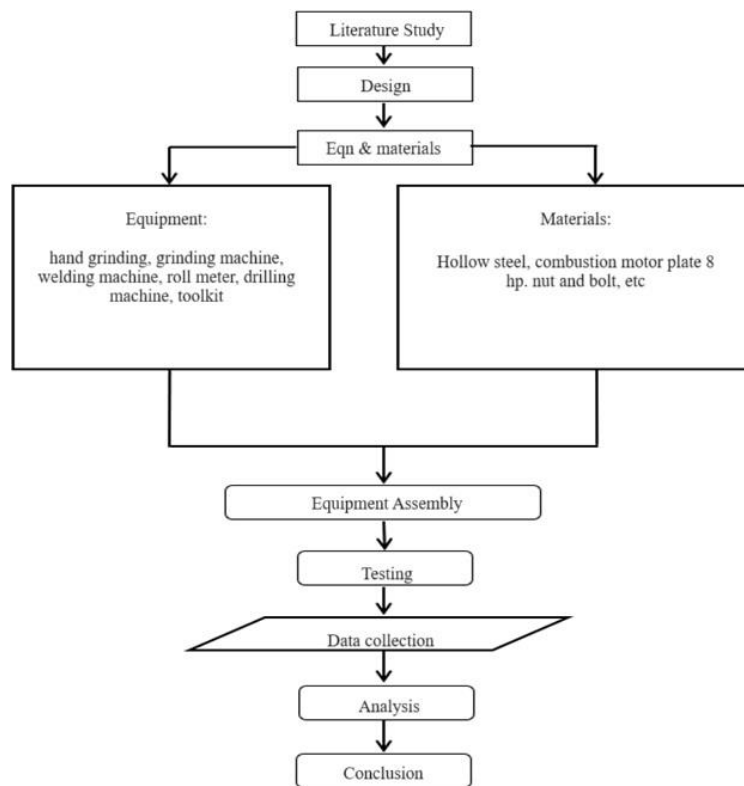 Literature Study
Design
Eqn & materials
Equipment:
hand grinding, grinding machine,
welding machine, roll meter, drilling
machine, toolkit
Materials:
Hollow steel, combustion motor plate 8
hp. nut and bolt, etc
Equipment Assembly
Testing
Data collection
Analysis
Conclusion